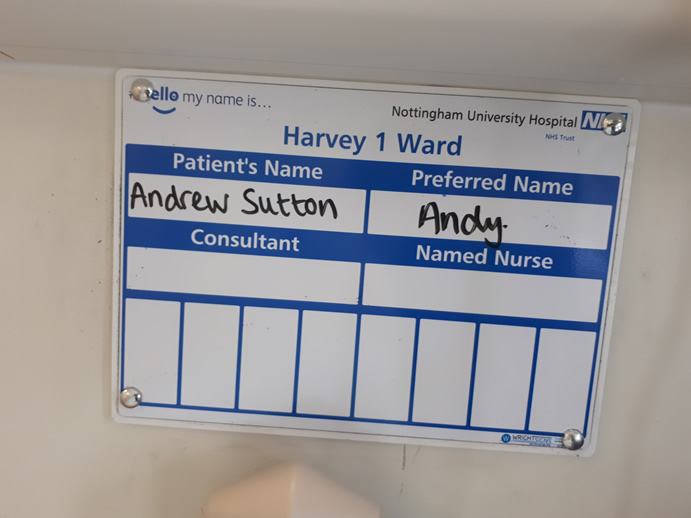 hello my name is...
Nottingham University Hospital
NHS Trust
Harvey 1 Ward
Patient's Name
Preferred Name
Andrew Sutton
Andy.
Consultant
Named Nurse